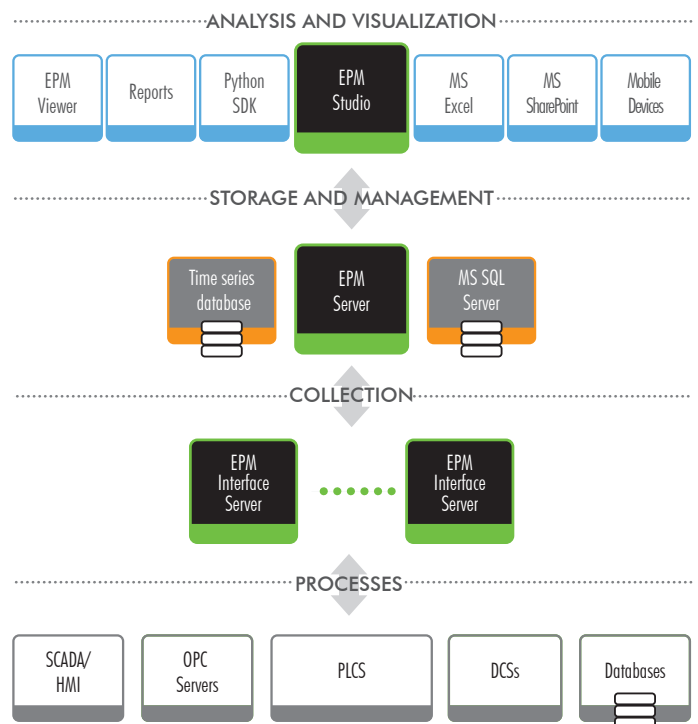 ANALYSIS AND VISUALIZATION
EPM
Viewer
Reports
Python
SDK
EPM
Studio
MS
Excel
MS
SharePoint
Mobile
Devices
STORAGE AND MANAGEMENT
Time series
database
EPM
Server
MS SQL
Server
COLLECTION
EPM
Interface
Server
EPM
Interface
Server
PROCESSES
SCADA/
HMI
OPC
Servers
PLCS
DCSs
Databases